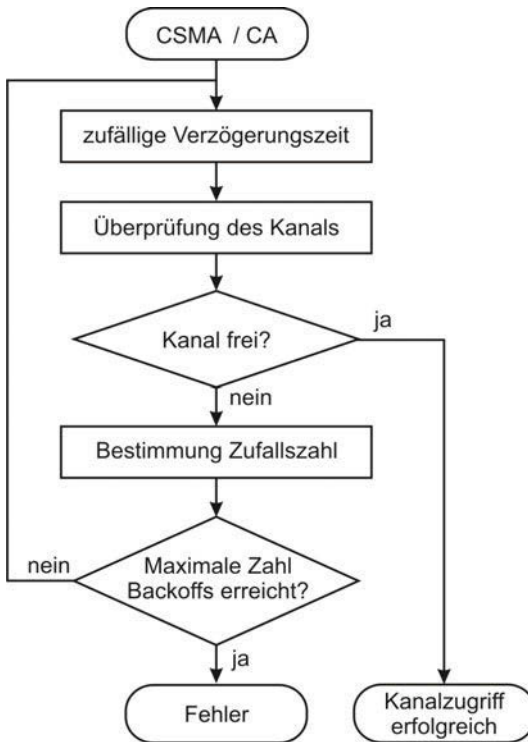 CSMA / CA
zufällige Verzögerungszeit
Überprüfung des Kanals
Kanal frei?
ja
nein
Bestimmung Zufallszahl
nein
Maximale Zahl
Backoffs erreicht?
ja
Fehler
Kanalzugriff
erfolgreich